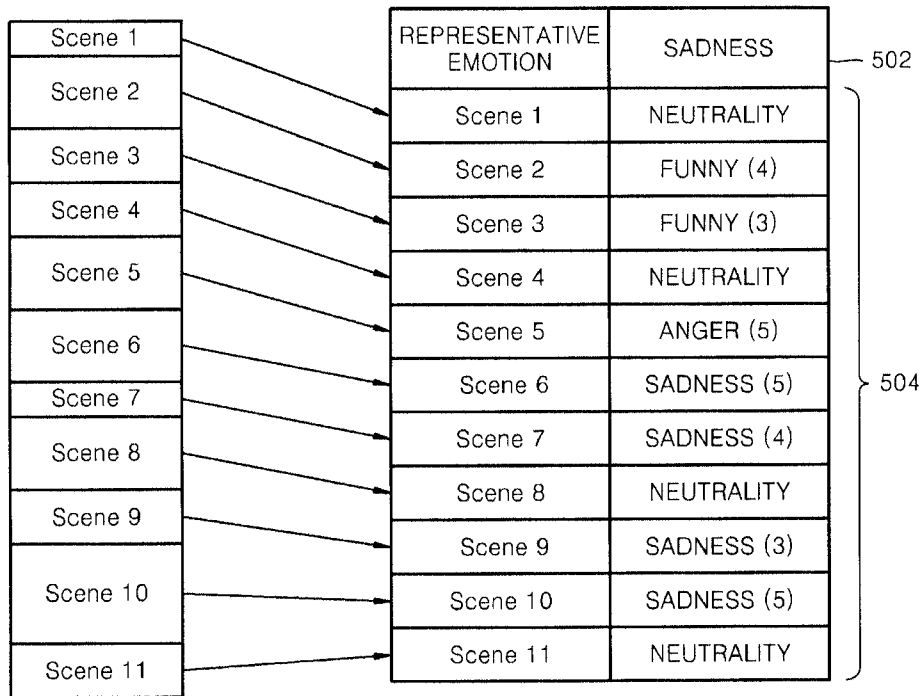 Scene 1
Scene 2
Scene 3
Scene 4
Scene 5
Scene 6
Scene 7
Scene 8
Scene 9
Scene 10
Scene 11
REPRESENTATIVE
EMOTION
SADNESS
502
Scene 1 NEUTRALITY
Scene 2 FUNNY (4)
Scene 3 FUNNY (3)
Scene 4 NEUTRALITY
Scene 5 ANGER (5)
Scene 6 SADNESS (5)
Scene 7 SADNESS (4)
Scene 8 NEUTRALITY
Scene 9 SADNESS (3)
Scene 10 SADNESS (5)
Scene 11 NEUTRALITY
504